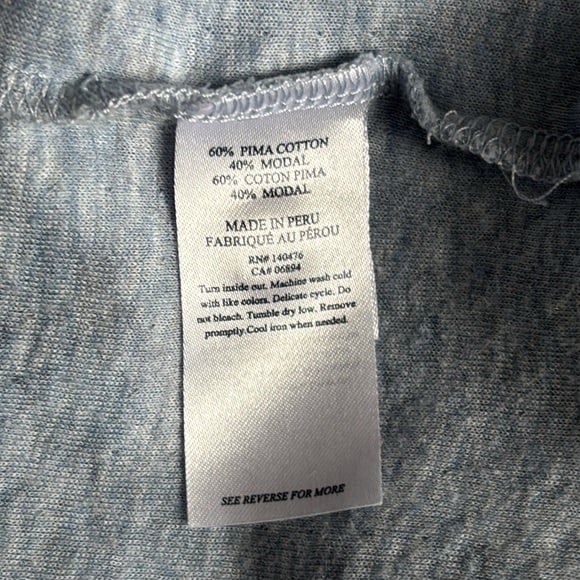 60% PIMA COTTON
40% MODAL
60% COTON PIMA
40% MODAL
MADE IN PERU
FABRIQUÉ AU PÉROU
RN# 140476
CA# 06894
Turn inside out. Machine wash cold
with like colors. Delicate cycle. Do
not bleach. Tumble dry low. Remove
promptly.Cool iron when needed.
SEE REVERSE FOR MORE